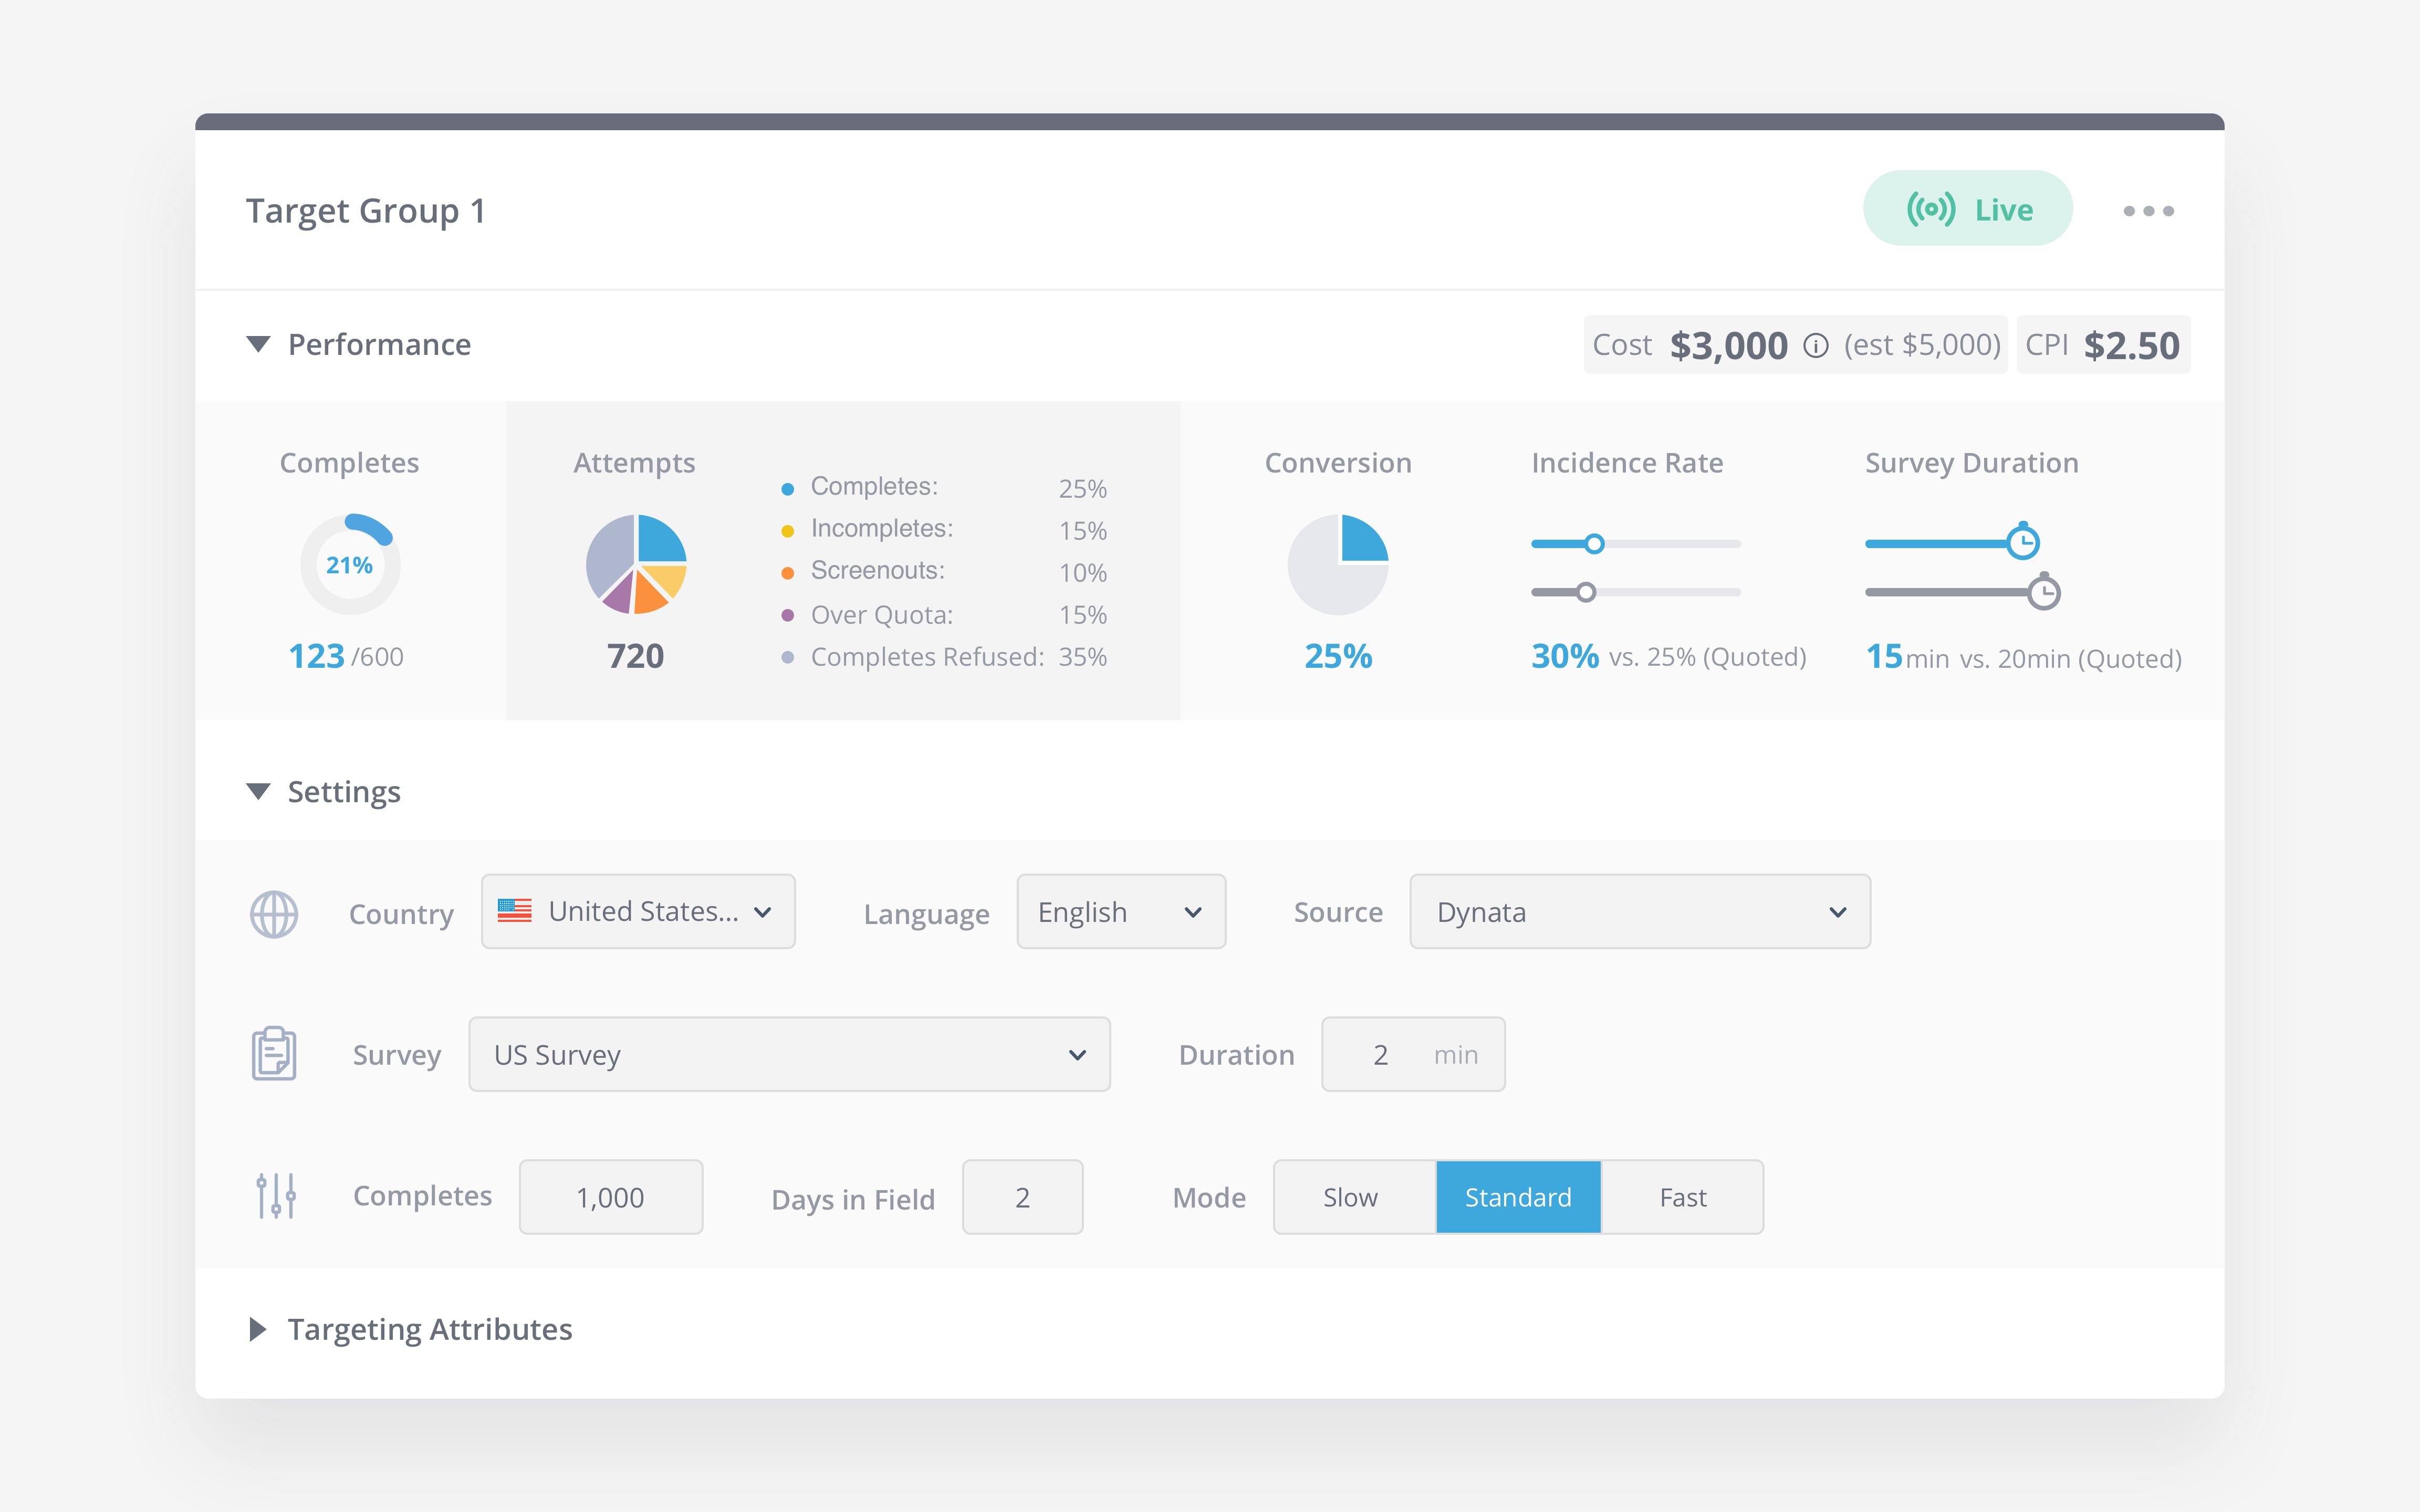 Target Group 1
Live
Performance
Cost $3,000 (est $5,000) CPI $2.50
Completes
21%
123 /600
Attempts
720
Completes: 25%
Incompletes: 15%
Screenouts: 10%
Over Quota: 15%
Completes Refused: 35%
Conversion
25%
Incidence Rate
30% vs. 25% (Quoted)
Survey Duration
15min vs. 20min (Quoted)
Settings
Country United States... Language English Source Dynata
Survey US Survey Duration 2 min
Completes 1,000 Days in Field 2 Mode Slow Standard Fast
Targeting Attributes